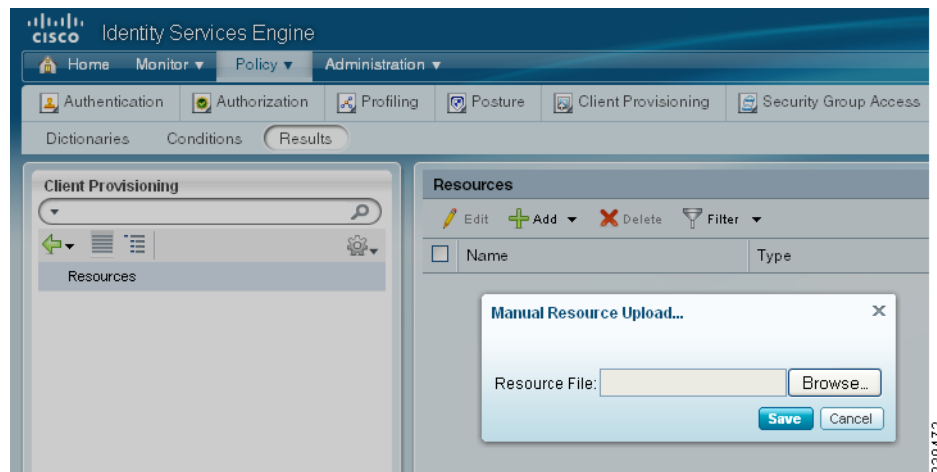 CISCO Identity Services Engine
Home Monitor Policy Administration
Authentication Authorization Profiling Posture Client Provisioning Security Group Access
Dictionaries Conditions Results
Client Provisioning
Resources
Resources
Edit Add Delete Filter
Name Type
Manual Resource Upload...
Resource File: Browse...
Save Cancel